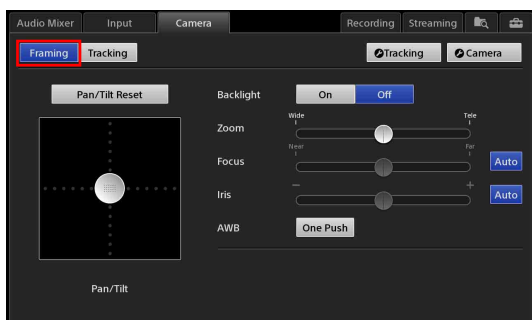 Audio Mixer Input Camera Recording Streaming
Framing Tracking Tracking Camera
Pan/Tilt Reset Backlight On Off
Wide Tele
Zoom
Near Far
Focus Auto
− +
Iris Auto
AWB One Push
Pan/Tilt